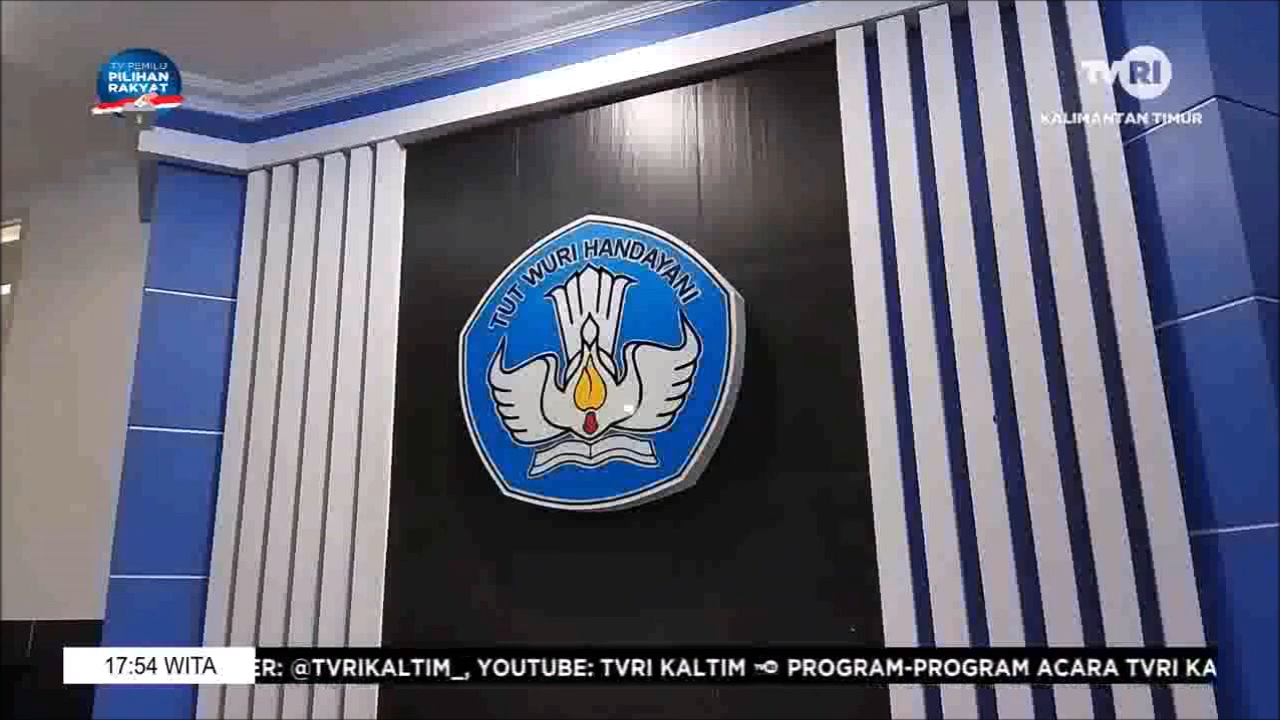 TV PEMILU
PILIHAN
RAKYAT
TVRI
KALIMANTAN TIMUR
TUT WURI HANDAYANI
17:54 WITA
ER: @TVRIKALTIM_, YOUTUBE: TVRI KALTIM TVRI PROGRAM-PROGRAM ACARA TVRI KA